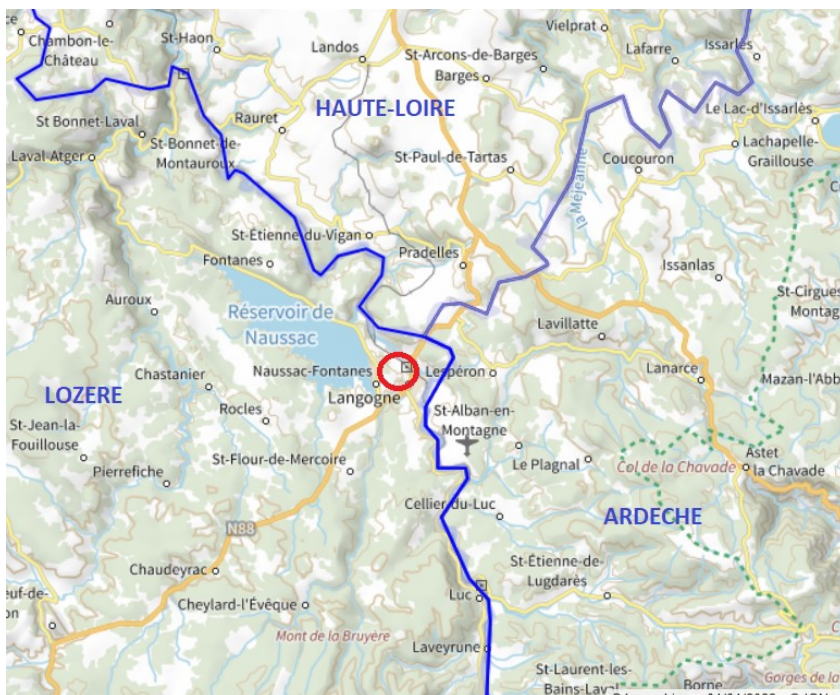 Chambon-le-
Château
St-Haon
Landos
Vielprat
Issarlès
Lafarre
St-Arcons-de-Barges
Barges
HAUTE-LOIRE
Le Lac-d'Issarlès
St Bonnet-Laval
Rauret
St-Bonnet-de-
Montauroux
Laval-Atger
St-Paul-de-Tartas
Coucouron
Lachapelle-
Graillouse
la Méjeanne
St-Étienne-du-Vigan
Fontanes
Pradelles
Issanlas
St-Cirgues
Auroux
Réservoir de
Naussac
Lavillatte
LOZERE
Chastanier
Naussac-Fontanes
Lespéron
Lanarce
Langogne
Rocles
St-Alban-en-
Montagne
St-Jean-la-
Fouillouse
St-Flour-de-Mercoire
Le Plagnal
Col de la Chavade
Astet
la Chavade
Pierrefiche
Cellier-du-Luc
ARDECHE
N88
Chaudeyrac
St-Étienne-de-
Lugdarès
Luc
Cheylard-l'Évêque
Mont de la Bruyère
Laveyrune
St-Laurent-les-
Borne
Gorges de la